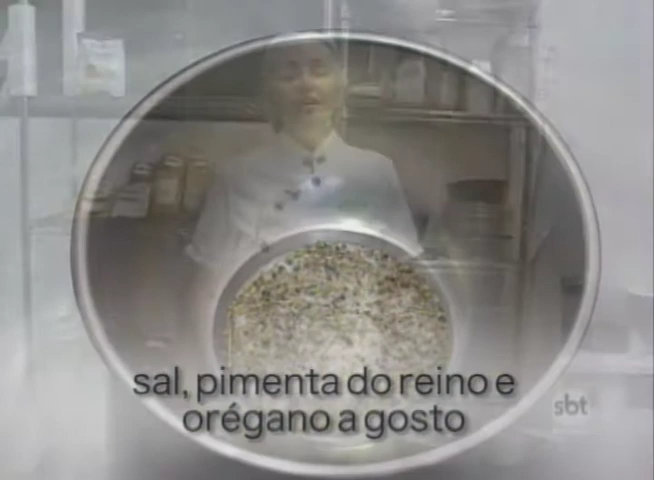 sal, pimenta do reino e
orégano a gosto
sbt